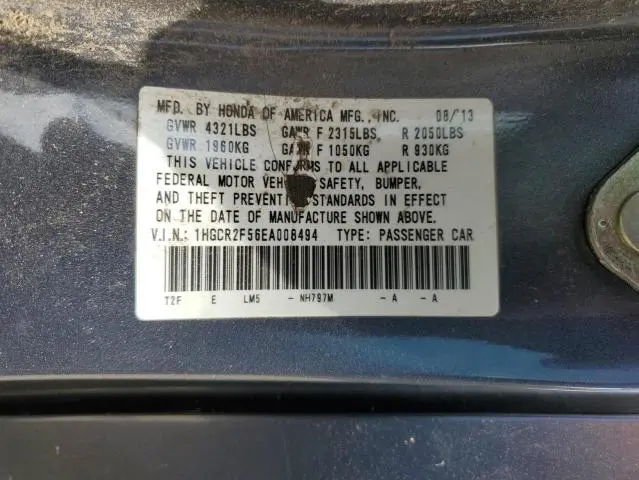 MFD. BY HONDA OF AMERICA MFG., INC. 08/'13
GVWR 4321LBS GAWR F 2315LBS R 2050LBS
GVWR 1960KG GAWR F 1050KG R 930KG
THIS VEHICLE CONFORMS TO ALL APPLICABLE
FEDERAL MOTOR VEHICLE SAFETY, BUMPER,
AND THEFT PREVENTION STANDARDS IN EFFECT
ON THE DATE OF MANUFACTURE SHOWN ABOVE.
V.I.N.: 1HGCR2F56EA008494 TYPE: PASSENGER CAR
T2F E LM5 - NH797M - A - A